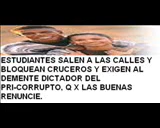 ESTUDIANTES SALEN A LAS CALLES Y
BLOQUEAN CRUCEROS Y EXIGEN AL
DEMENTE DICTADOR DEL
PRI-CORRUPTO, Q X LAS BUENAS
RENUNCIE.